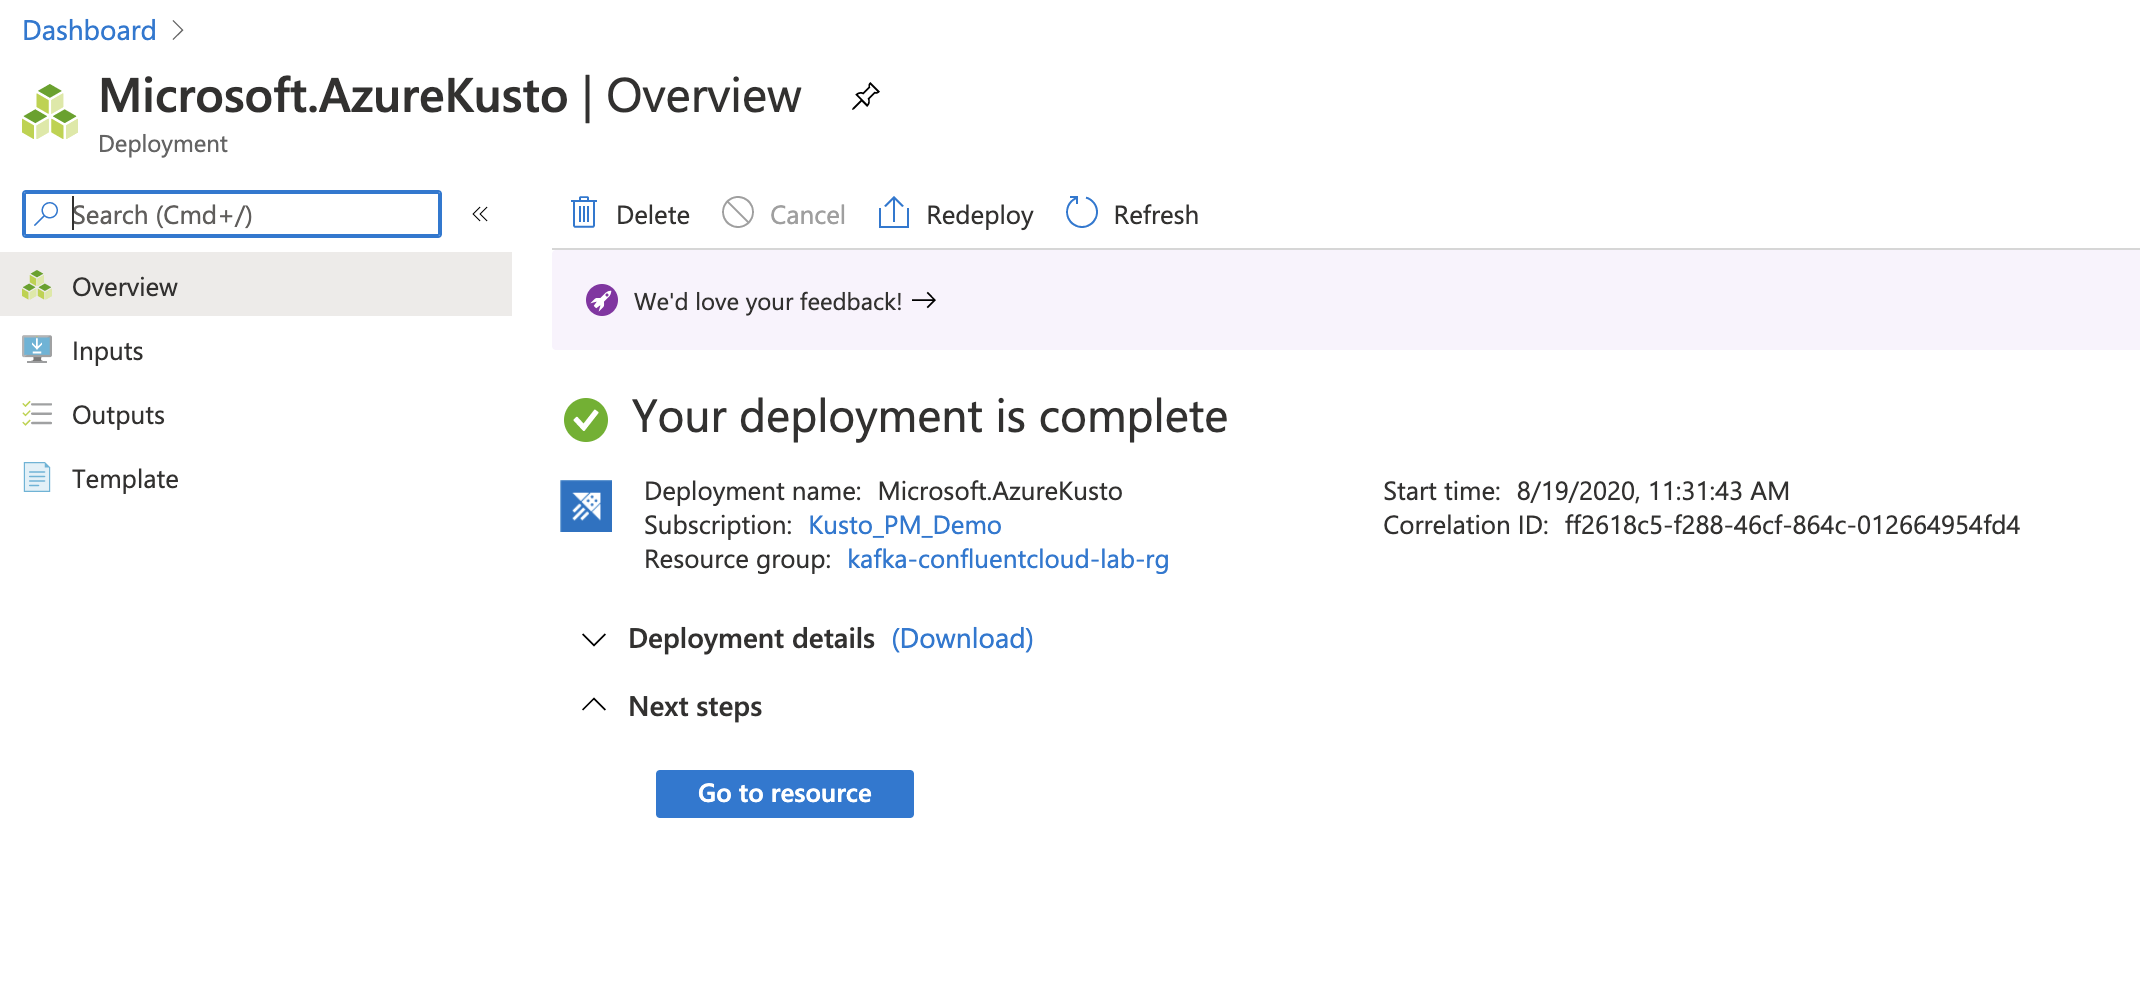 Dashboard
Microsoft.AzureKusto | Overview
Deployment
Search (Cmd+/)
Overview
Inputs
Outputs
Template
Delete Cancel Redeploy Refresh
We'd love your feedback!
Your deployment is complete
Deployment name: Microsoft.AzureKusto
Subscription: Kusto_PM_Demo
Resource group: kafka-confluentcloud-lab-rg
Start time: 8/19/2020, 11:31:43 AM
Correlation ID: ff2618c5-f288-46cf-864c-012664954fd4
Deployment details (Download)
Next steps
Go to resource